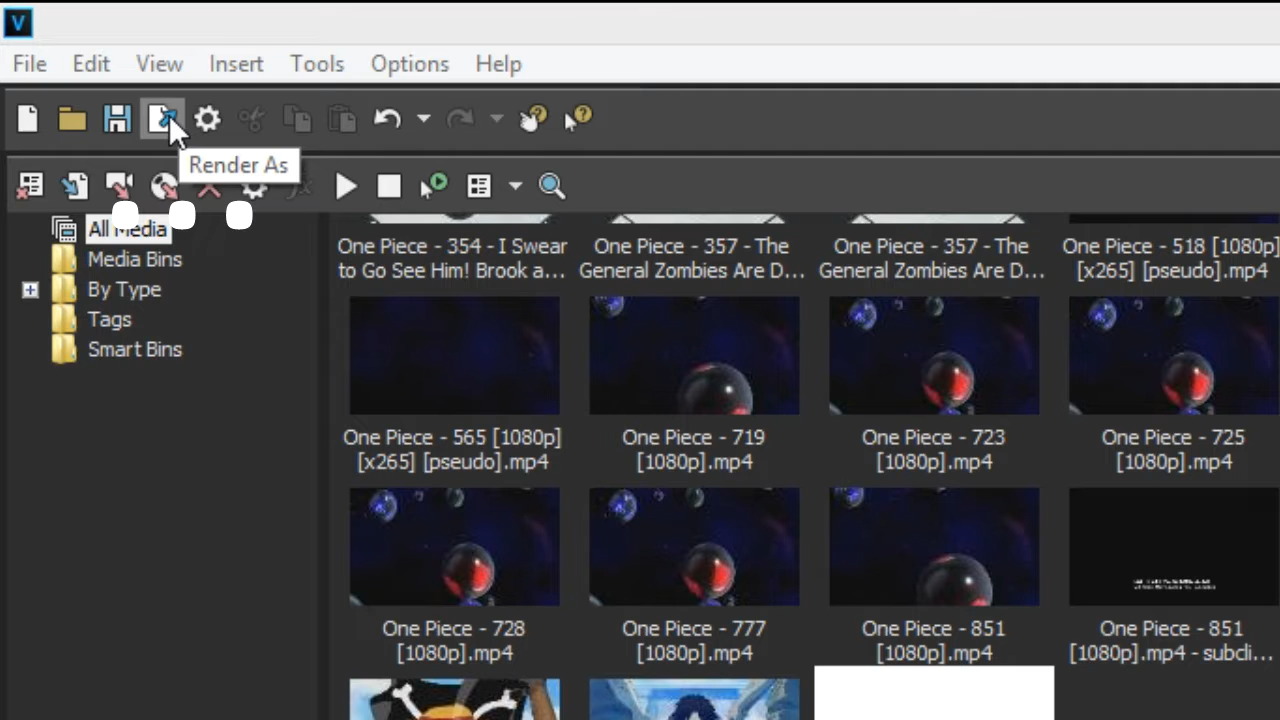 V
File Edit View Insert Tools Options Help
Render As
All Media
Media Bins
By Type
Tags
Smart Bins
One Piece - 354 - I Swear
to Go See Him! Brook a...
One Piece - 357 - The
General Zombies Are D...
One Piece - 357 - The
General Zombies Are D...
One Piece - 518 [1080p]
[x265] [pseudo].mp4
One Piece - 565 [1080p]
[x265] [pseudo].mp4
One Piece - 719
[1080p].mp4
One Piece - 723
[1080p].mp4
One Piece - 725
[1080p].mp4
One Piece - 728
[1080p].mp4
One Piece - 777
[1080p].mp4
One Piece - 851
[1080p].mp4
One Piece - 851
[1080p].mp4 - subcli...